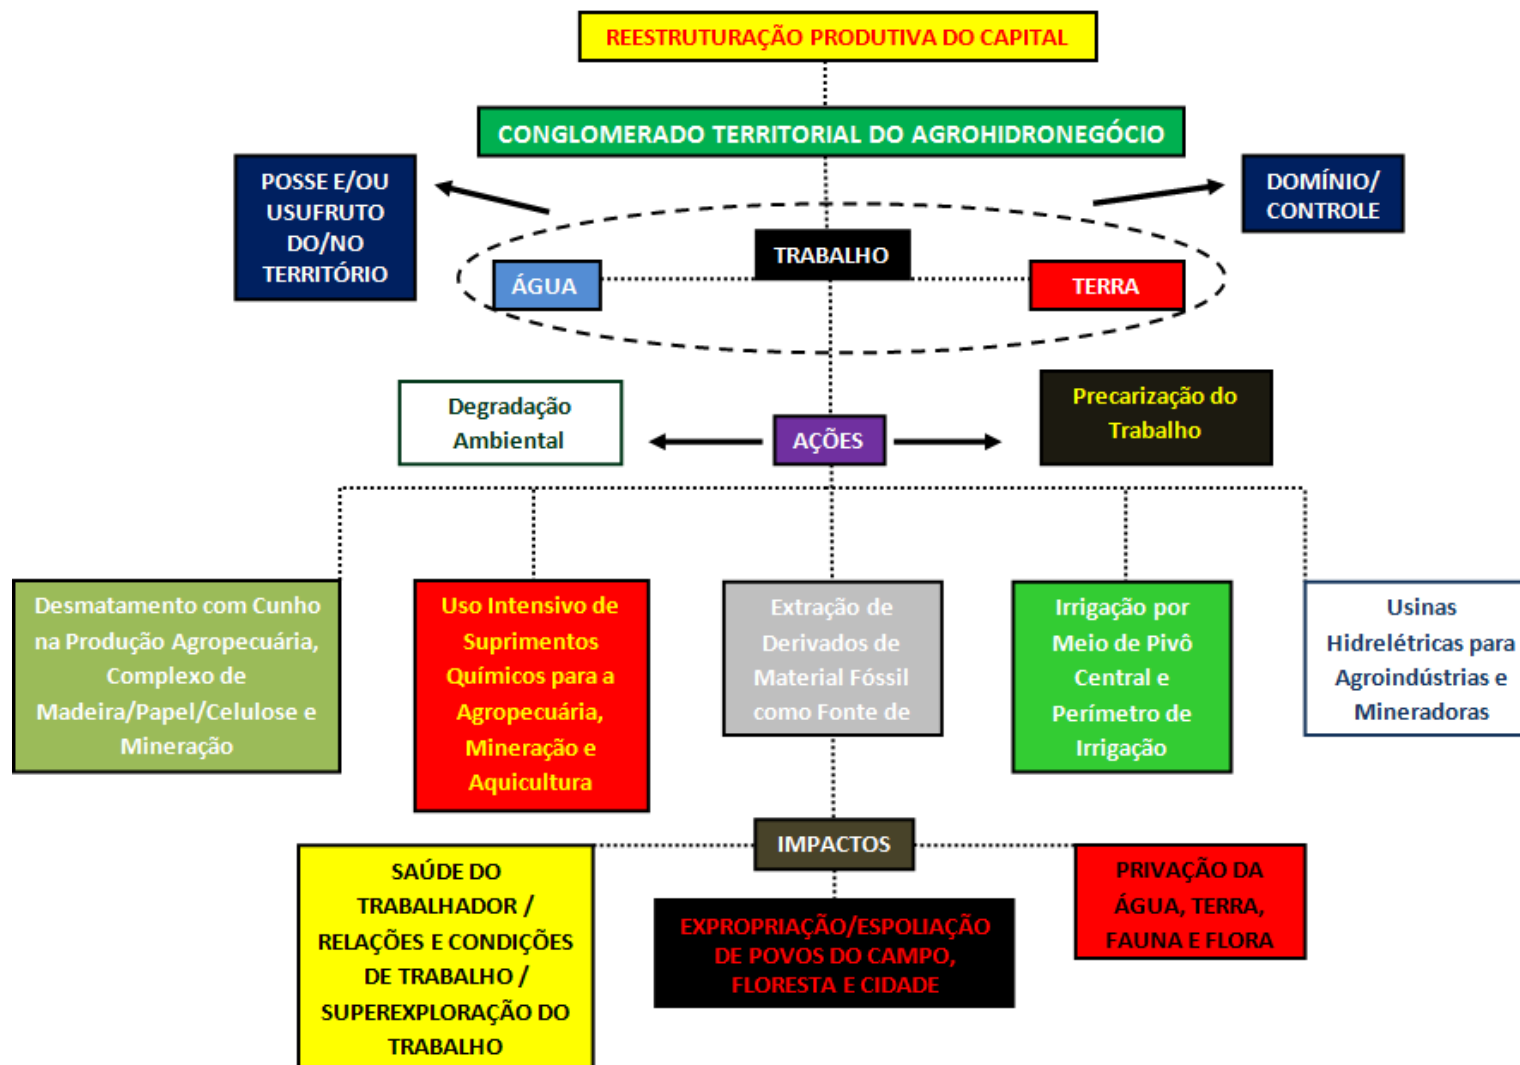 REESTRUTURAÇÃO PRODUTIVA DO CAPITAL
CONGLOMERADO TERRITORIAL DO AGROHIDRONEGÓCIO
POSSE E/OU
USUFRUTO
DO/NO
TERRITÓRIO
DOMÍNIO/
CONTROLE
TRABALHO
ÁGUA
TERRA
Degradação
Ambiental
AÇÕES
Precarização do
Trabalho
Desmatamento com Cunho
na Produção Agropecuária,
Complexo de
Madeira/Papel/Celulose e
Mineração
Uso Intensivo de
Suprimentos
Químicos para a
Agropecuária,
Mineração e
Aquicultura
Extração de
Derivados de
Material Fóssil
como Fonte de
Irrigação por
Meio de Pivô
Central e
Perímetro de
Irrigação
Usinas
Hidrelétricas para
Agroindústrias e
Mineradoras
IMPACTOS
SAÚDE DO
TRABALHADOR /
RELAÇÕES E CONDIÇÕES
DE TRABALHO /
SUPEREXPLORAÇÃO DO
TRABALHO
EXPROPRIAÇÃO/ESPOLIAÇÃO
DE POVOS DO CAMPO,
FLORESTA E CIDADE
PRIVAÇÃO DA
ÁGUA, TERRA,
FAUNA E FLORA